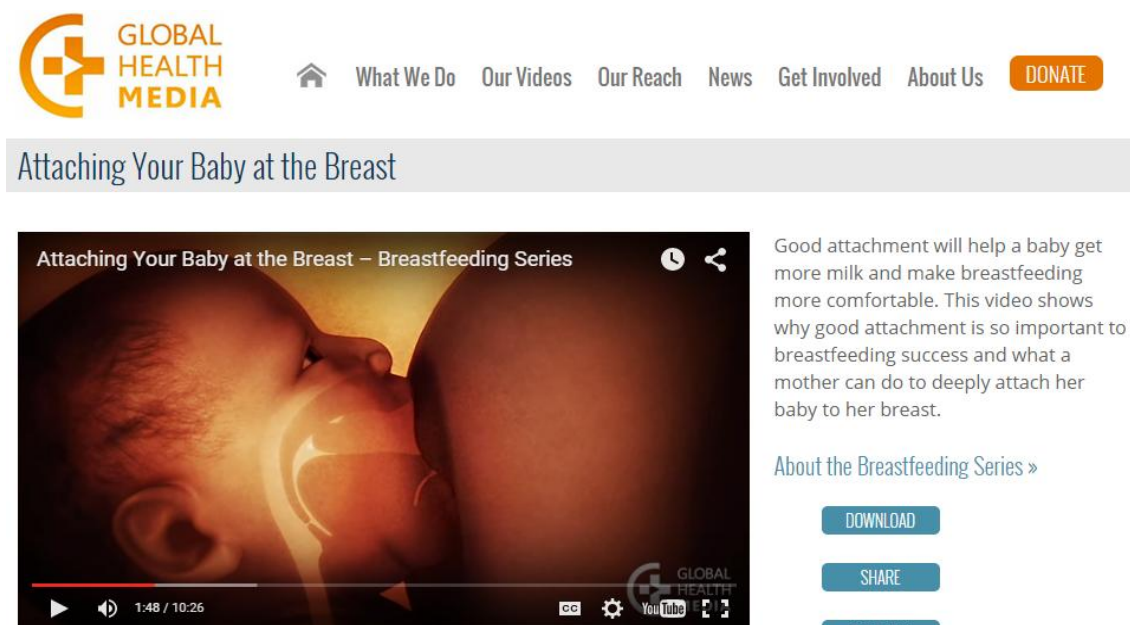 GLOBAL
HEALTH
MEDIA
What We Do Our Videos Our Reach News Get Involved About Us DONATE
Attaching Your Baby at the Breast
Attaching Your Baby at the Breast – Breastfeeding Series
Good attachment will help a baby get
more milk and make breastfeeding
more comfortable. This video shows
why good attachment is so important to
breastfeeding success and what a
mother can do to deeply attach her
baby to her breast.
About the Breastfeeding Series »
DOWNLOAD
SHARE
GLOBAL
HEALTH
MEDIA
1:48 / 10:26
CC
YouTube